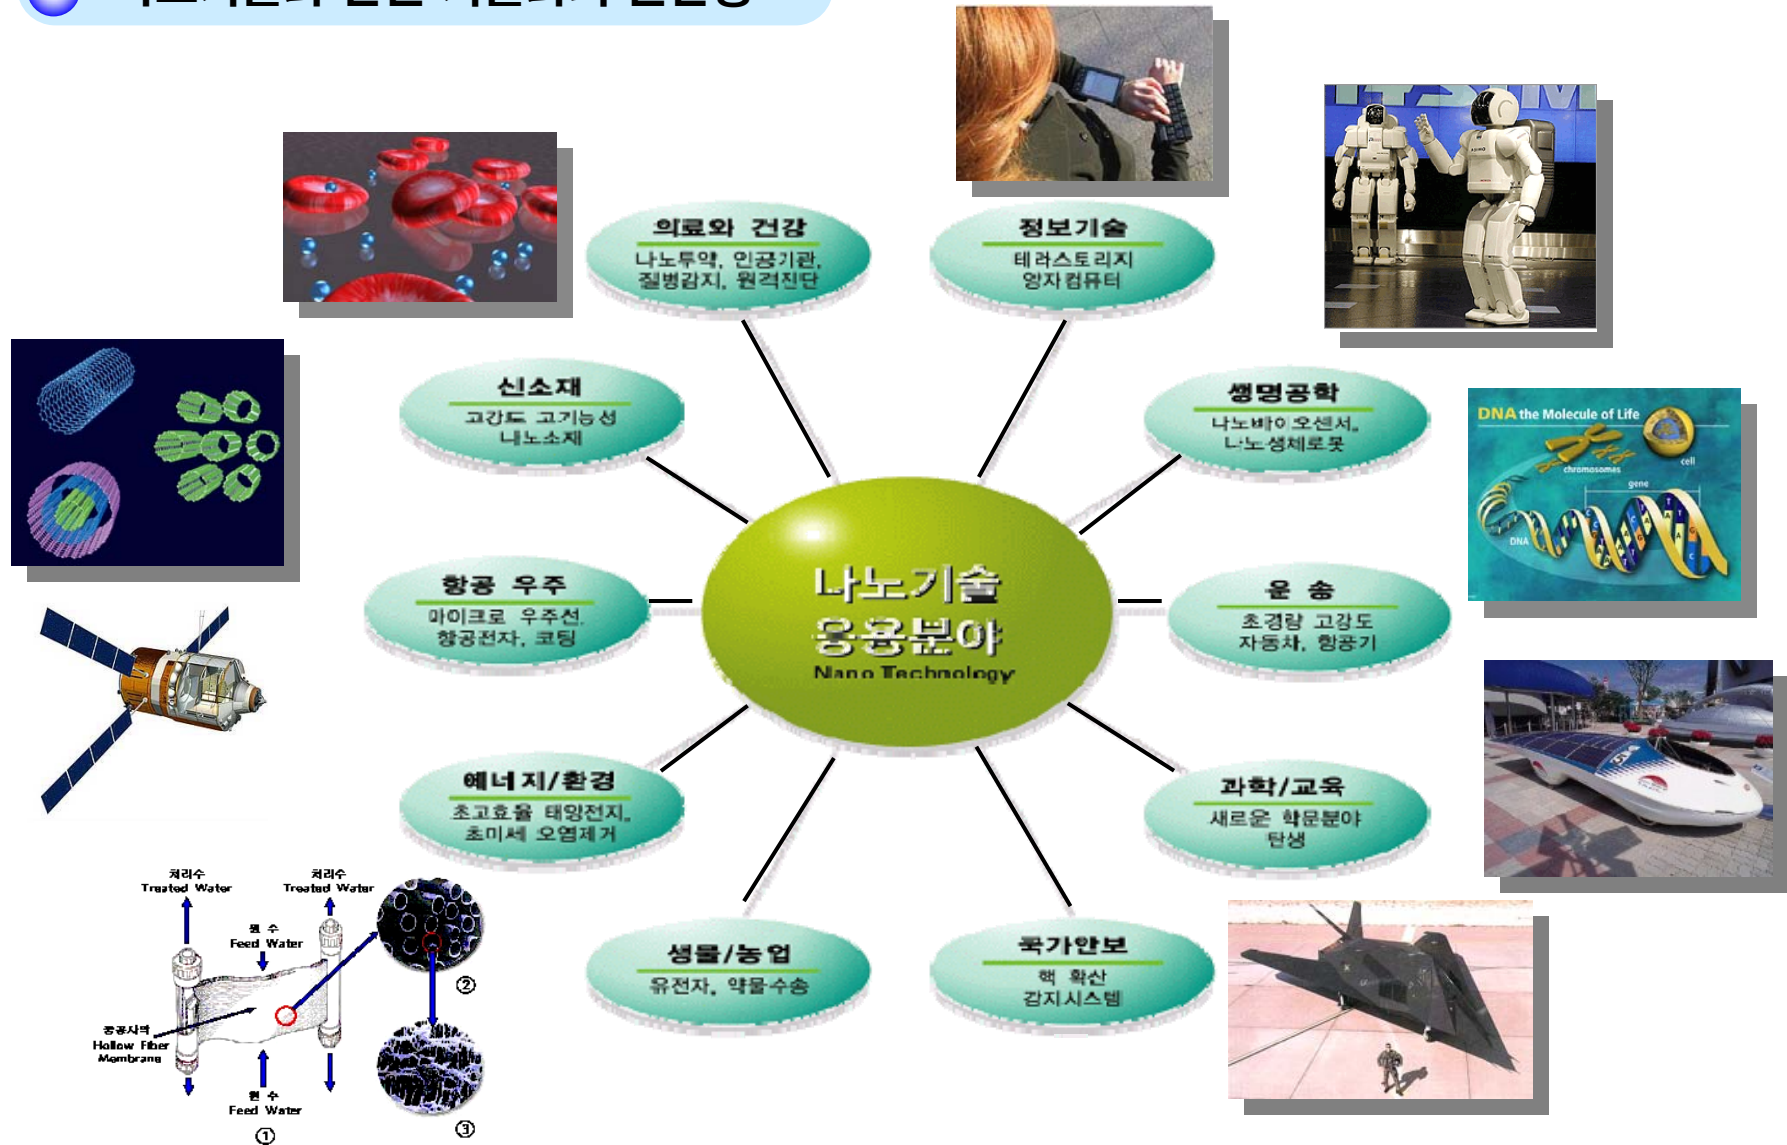 의료와 건강
나노투약, 인공기관,
질병감지, 원격진단
정보기술
테라스토리지
양자컴퓨터
신소재
고강도 고기능성
나노소재
생명공학
나노바이오센서,
나노생체로봇
DNA the Molecule of Life
chromosomes
cell
gene
DNA
항공 우주
마이크로 우주선,
항공전자, 코팅
나노기술
응용분야
Nano Technology
운 송
초경량 고강도
자동차, 항공기
에너지/환경
초고효율 태양전지,
초미세 오염제거
과학/교육
새로운 학문분야
탄생
생물/농업
유전자, 약물수송
국가안보
핵 확산
감지시스템
처리수
Treated Water
처리수
Treated Water
원 수
Feed Water
중공사막
Hollow Fiber
Membrane
원 수
Feed Water
①
②
③